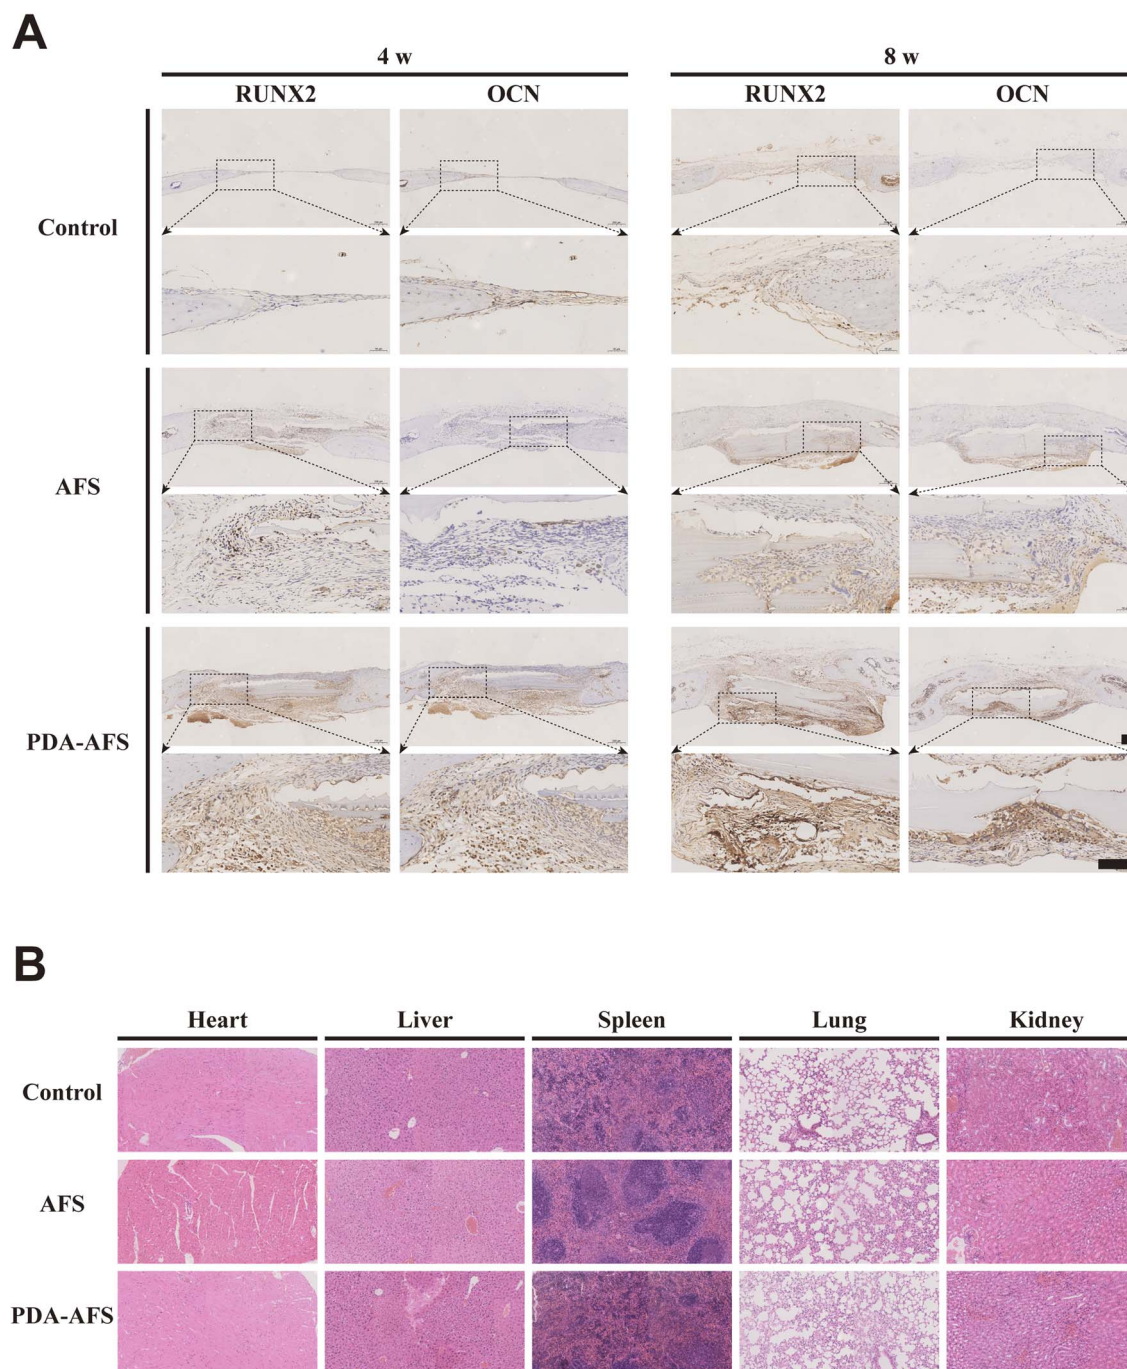 A
4 w 8 w
RUNX2 OCN RUNX2 OCN
Control
AFS
PDA-AFS
B
Heart Liver Spleen Lung Kidney
Control
AFS
PDA-AFS